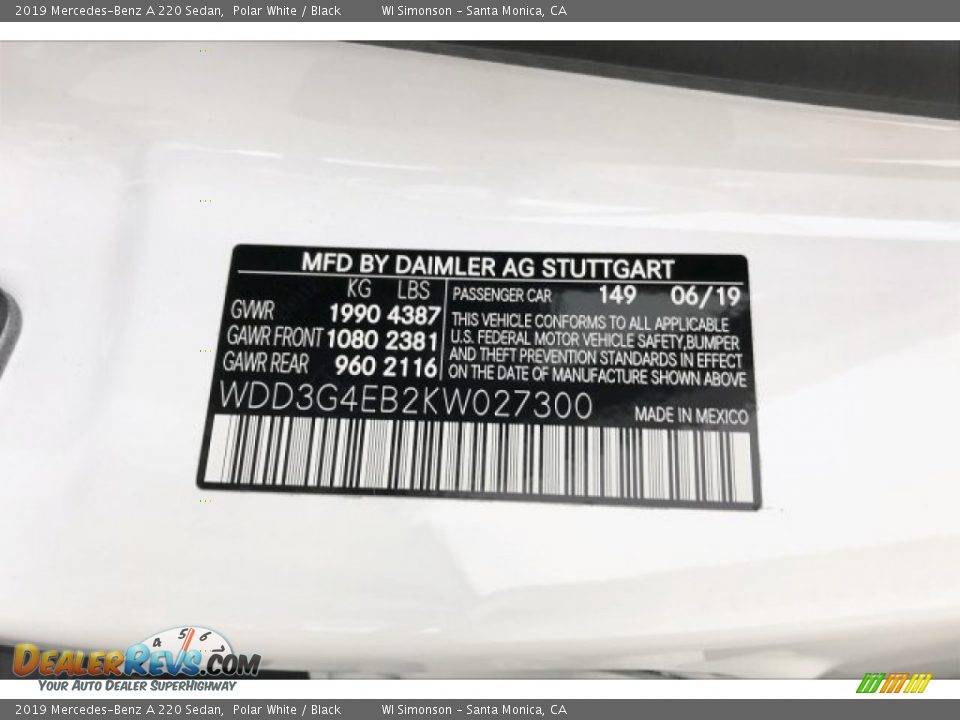 2019 Mercedes-Benz A 220 Sedan, Polar White / Black WI Simonson - Santa Monica, CA
MFD BY DAIMLER AG STUTTGART
KG LBS
GVWR 1990 4387
GAWR FRONT 1080 2381
GAWR REAR 960 2116
PASSENGER CAR 149 06/19
THIS VEHICLE CONFORMS TO ALL APPLICABLE
U.S. FEDERAL MOTOR VEHICLE SAFETY,BUMPER
AND THEFT PREVENTION STANDARDS IN EFFECT
ON THE DATE OF MANUFACTURE SHOWN ABOVE
WDD3G4EB2KW027300
MADE IN MEXICO
4 5 6 7
DEALERREVS.COM
YOUR AUTO DEALER SUPERHIGHWAY
2019 Mercedes-Benz A 220 Sedan, Polar White / Black WI Simonson - Santa Monica, CA